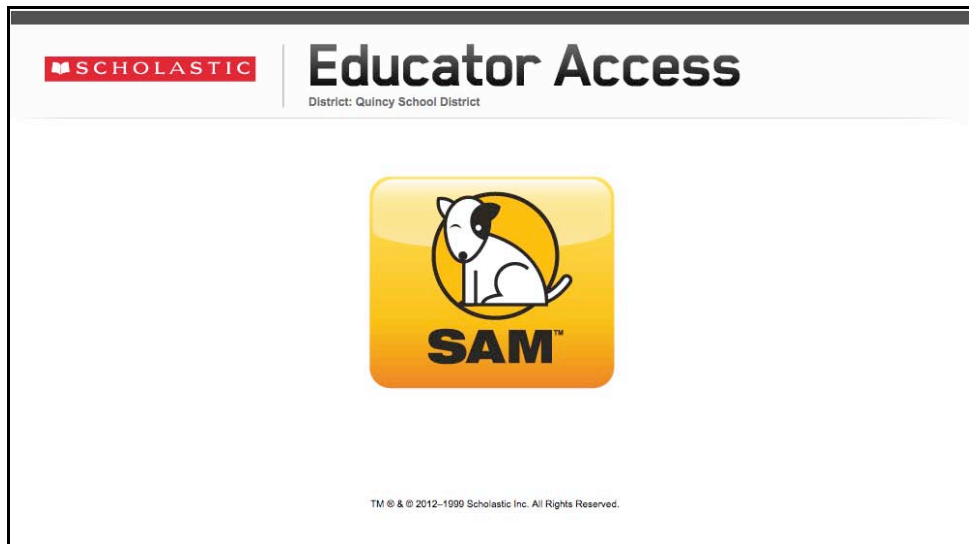 SCHOLASTIC
Educator Access
District: Quincy School District
SAM™
TM ® & © 2012–1999 Scholastic Inc. All Rights Reserved.